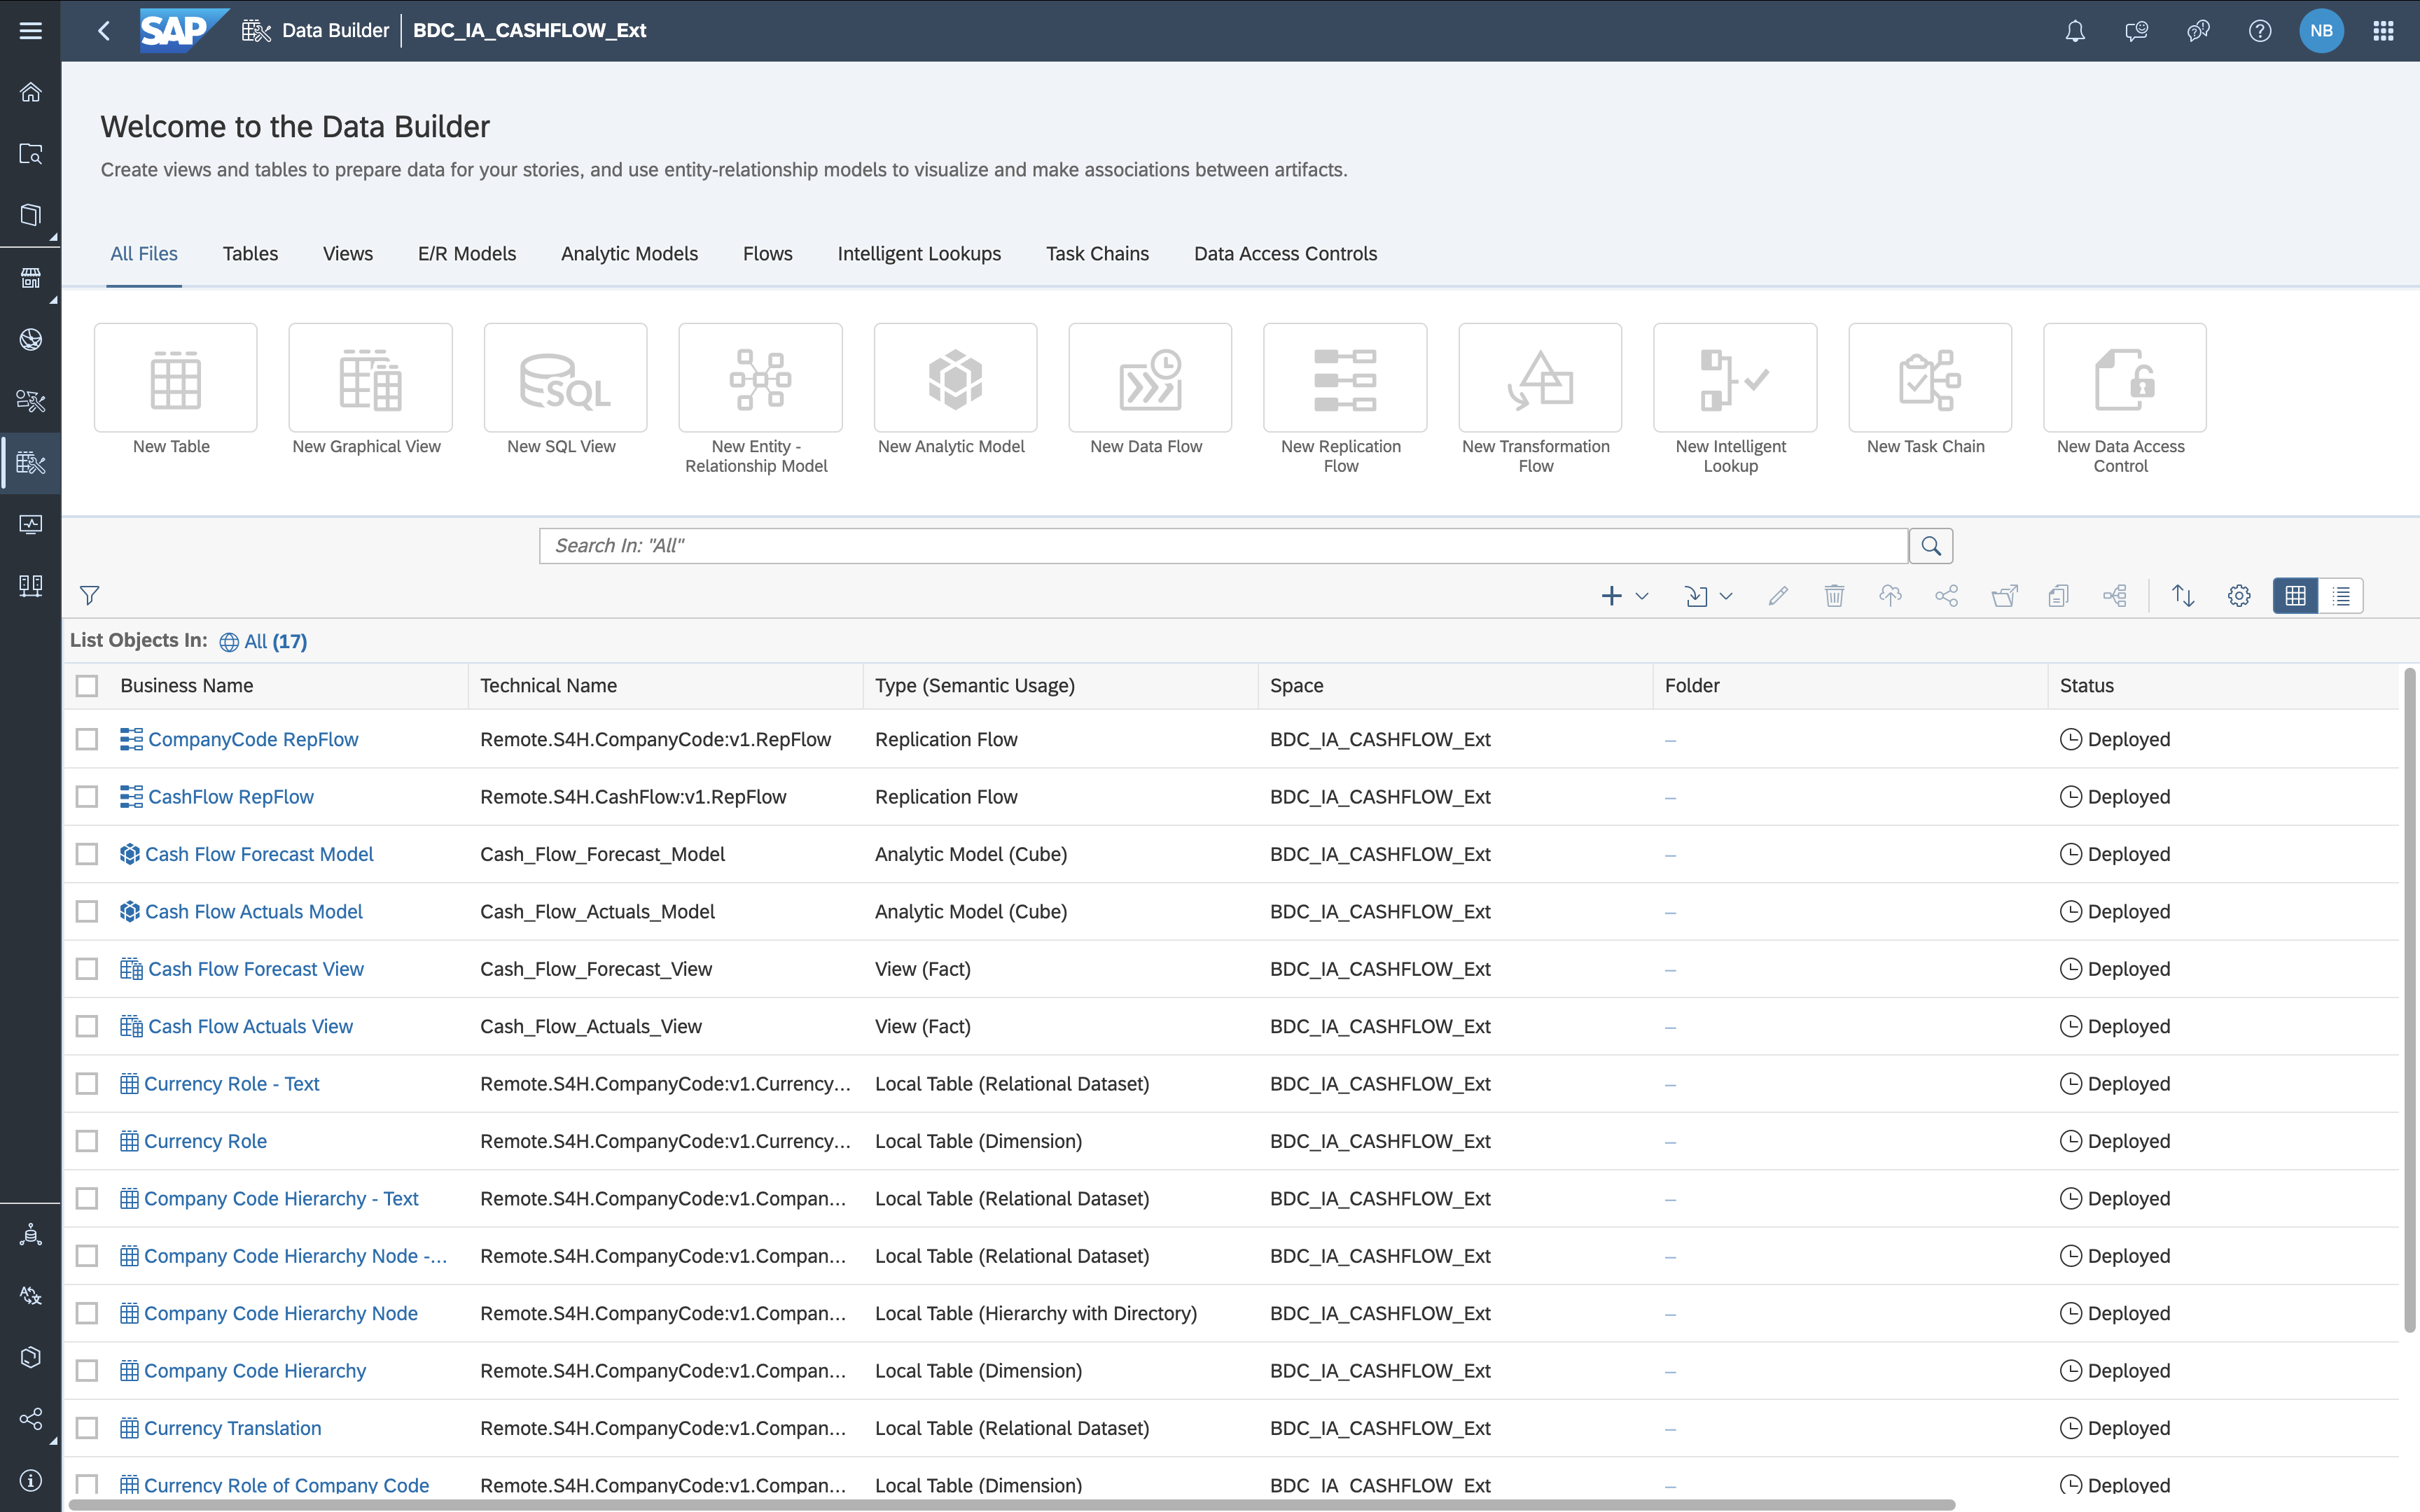 SAP Data Builder BDC_IA_CASHFLOW_Ext NB
Welcome to the Data Builder
Create views and tables to prepare data for your stories, and use entity-relationship models to visualize and make associations between artifacts.
All Files Tables Views E/R Models Analytic Models Flows Intelligent Lookups Task Chains Data Access Controls
SQL
New Table
New Graphical View
New SQL View
New Entity -
Relationship Model
New Analytic Model
New Data Flow
New Replication
Flow
New Transformation
Flow
New Intelligent
Lookup
New Task Chain
New Data Access
Control
Search In: "All"
List Objects In: All (17)
Business Name Technical Name Type (Semantic Usage) Space Folder Status
CompanyCode RepFlow Remote.S4H.CompanyCode:v1.RepFlow Replication Flow BDC_IA_CASHFLOW_Ext – Deployed
CashFlow RepFlow Remote.S4H.CashFlow:v1.RepFlow Replication Flow BDC_IA_CASHFLOW_Ext – Deployed
Cash Flow Forecast Model Cash_Flow_Forecast_Model Analytic Model (Cube) BDC_IA_CASHFLOW_Ext – Deployed
Cash Flow Actuals Model Cash_Flow_Actuals_Model Analytic Model (Cube) BDC_IA_CASHFLOW_Ext – Deployed
Cash Flow Forecast View Cash_Flow_Forecast_View View (Fact) BDC_IA_CASHFLOW_Ext – Deployed
Cash Flow Actuals View Cash_Flow_Actuals_View View (Fact) BDC_IA_CASHFLOW_Ext – Deployed
Currency Role - Text Remote.S4H.CompanyCode:v1.Currency... Local Table (Relational Dataset) BDC_IA_CASHFLOW_Ext – Deployed
Currency Role Remote.S4H.CompanyCode:v1.Currency... Local Table (Dimension) BDC_IA_CASHFLOW_Ext – Deployed
Company Code Hierarchy - Text Remote.S4H.CompanyCode:v1.Compan... Local Table (Relational Dataset) BDC_IA_CASHFLOW_Ext – Deployed
Company Code Hierarchy Node -... Remote.S4H.CompanyCode:v1.Compan... Local Table (Relational Dataset) BDC_IA_CASHFLOW_Ext – Deployed
Company Code Hierarchy Node Remote.S4H.CompanyCode:v1.Compan... Local Table (Hierarchy with Directory) BDC_IA_CASHFLOW_Ext – Deployed
Company Code Hierarchy Remote.S4H.CompanyCode:v1.Compan... Local Table (Dimension) BDC_IA_CASHFLOW_Ext – Deployed
Currency Translation Remote.S4H.CompanyCode:v1.Compan... Local Table (Relational Dataset) BDC_IA_CASHFLOW_Ext – Deployed
Currency Role of Company Code Remote.S4H.CompanyCode:v1.Compan... Local Table (Dimension) BDC_IA_CASHFLOW_Ext – Deployed